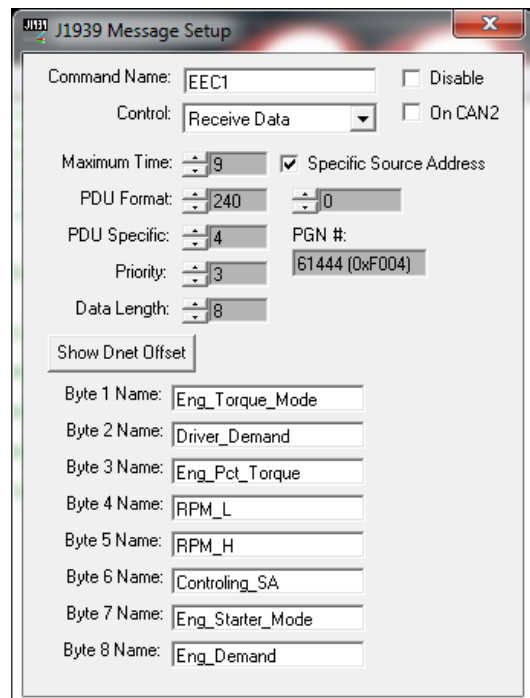 J1939 J1939 Message Setup X
Command Name: EEC1 Disable
Control: Receive Data On CAN2
Maximum Time: 9 Specific Source Address
PDU Format: 240 0
PDU Specific: 4 PGN #:
Priority: 3 61444 (0xF004)
Data Length: 8
Show Dnet Offset
Byte 1 Name: Eng_Torque_Mode
Byte 2 Name: Driver_Demand
Byte 3 Name: Eng_Pct_Torque
Byte 4 Name: RPM_L
Byte 5 Name: RPM_H
Byte 6 Name: Controling_SA
Byte 7 Name: Eng_Starter_Mode
Byte 8 Name: Eng_Demand